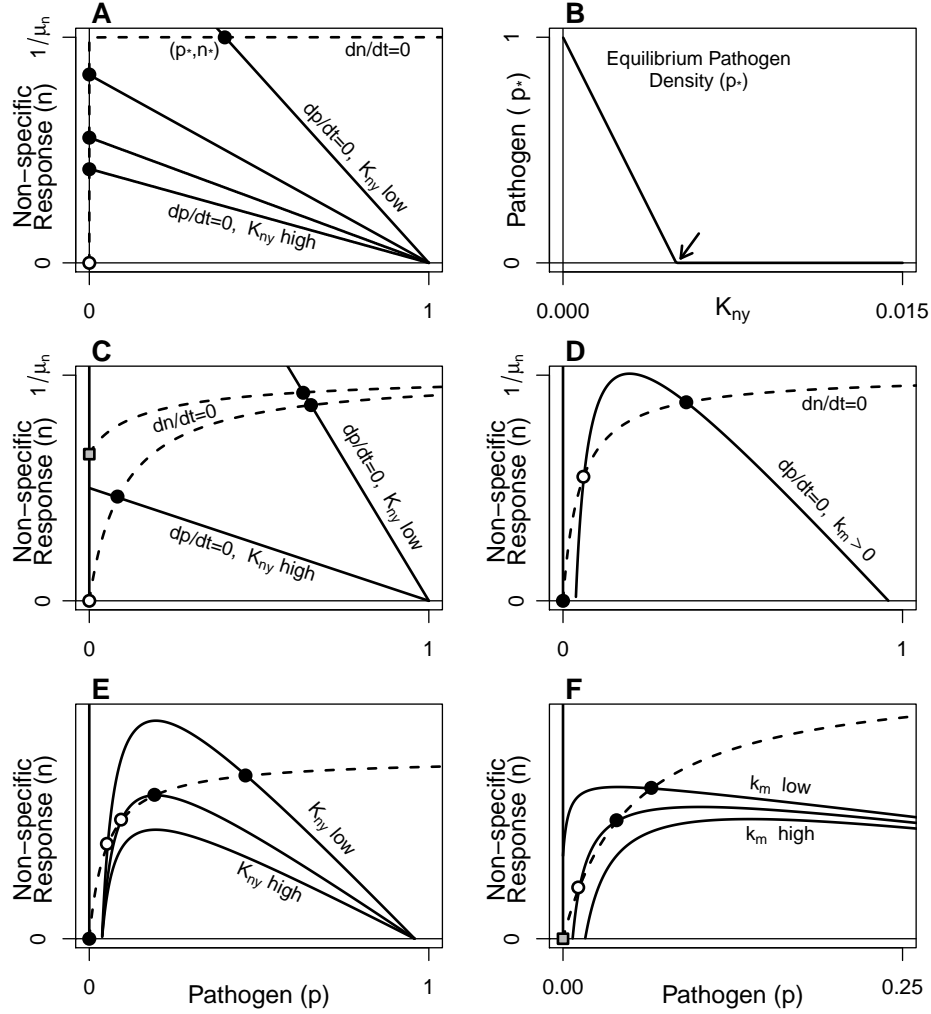 A
Non−specific
Response (n)
1/μn
0
(p*,n*)
dn/dt=0
dp/dt=0, Kny low
dp/dt=0, Kny high
0
1
B
Pathogen ( p*)
1
0
Equilibrium Pathogen
Density (p*)
0.000
Kny
0.015
C
Non−specific
Response (n)
1/μn
0
dn/dt=0
dp/dt=0, Kny low
dp/dt=0, Kny high
0
1
D
Non−specific
Response (n)
1/μn
0
dn/dt=0
dp/dt=0, km > 0
0
1
E
Non−specific
Response (n)
0
Kny low
Kny high
0
Pathogen (p)
1
F
Non−specific
Response (n)
0
km low
km high
0.00
Pathogen (p)
0.25